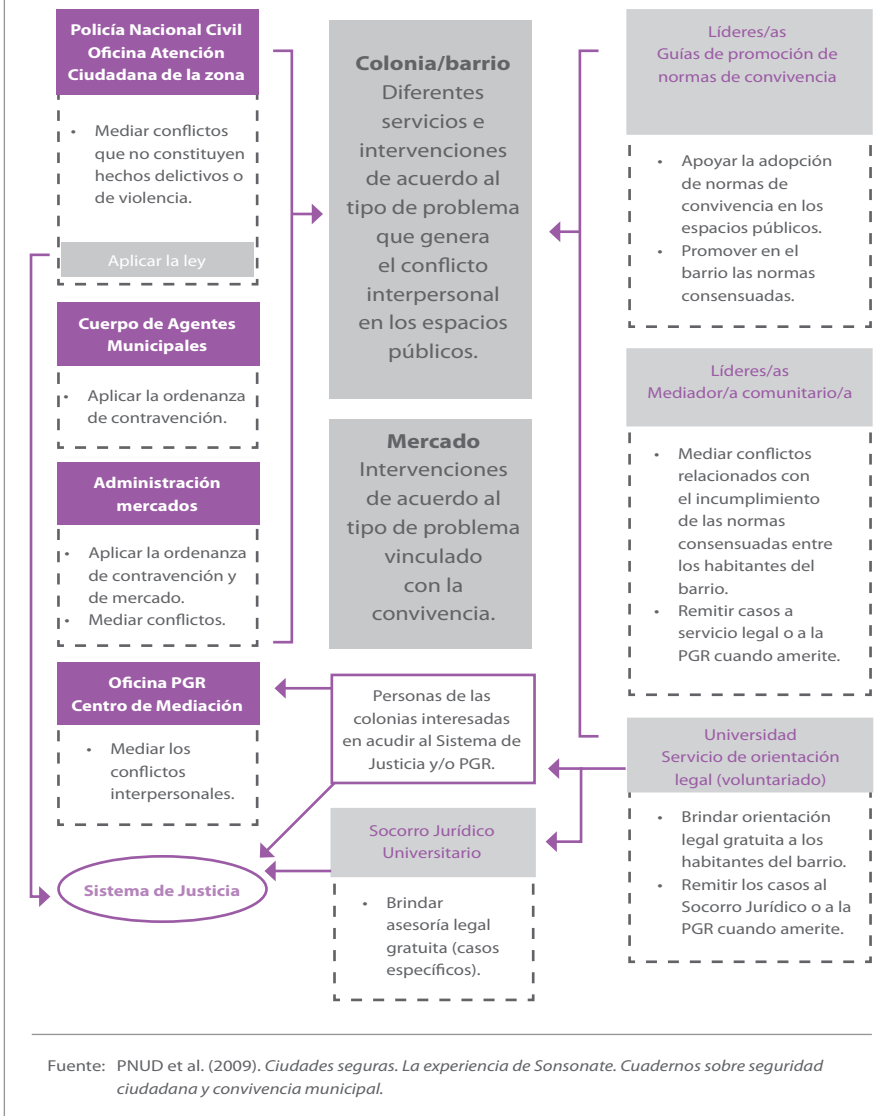 Policía Nacional Civil
Oficina Atención
Ciudadana de la zona
• Mediar conflictos
que no constituyen
hechos delictivos o
de violencia.
Aplicar la ley
Cuerpo de Agentes
Municipales
• Aplicar la ordenanza
de contravención.
Administración
mercados
• Aplicar la ordenanza
de contravención y
de mercado.
• Mediar conflictos.
Oficina PGR
Centro de Mediación
• Mediar los
conflictos
interpersonales.
Sistema de Justicia
Colonia/barrio
Diferentes
servicios e
intervenciones
de acuerdo al
tipo de problema
que genera
el conflicto
interpersonal
en los espacios
públicos.
Mercado
Intervenciones
de acuerdo al
tipo de problema
vinculado
con la
convivencia.
Personas de las
colonias interesadas
en acudir al Sistema de
Justicia y/o PGR.
Socorro Jurídico
Universitario
• Brindar
asesoría legal
gratuita (casos
específicos).
Líderes/as
Guías de promoción de
normas de convivencia
• Apoyar la adopción
de normas de
convivencia en los
espacios públicos.
• Promover en el
barrio las normas
consensuadas.
Líderes/as
Mediador/a comunitario/a
• Mediar conflictos
relacionados con
el incumplimiento
de las normas
consensuadas entre
los habitantes del
barrio.
• Remitir casos a
servicio legal o a la
PGR cuando amerite.
Universidad
Servicio de orientación
legal (voluntariado)
• Brindar orientación
legal gratuita a los
habitantes del barrio.
• Remitir los casos al
Socorro Jurídico o a la
PGR cuando amerite.
Fuente: PNUD et al. (2009). Ciudades seguras. La experiencia de Sonsonate. Cuadernos sobre seguridad
ciudadana y convivencia municipal.